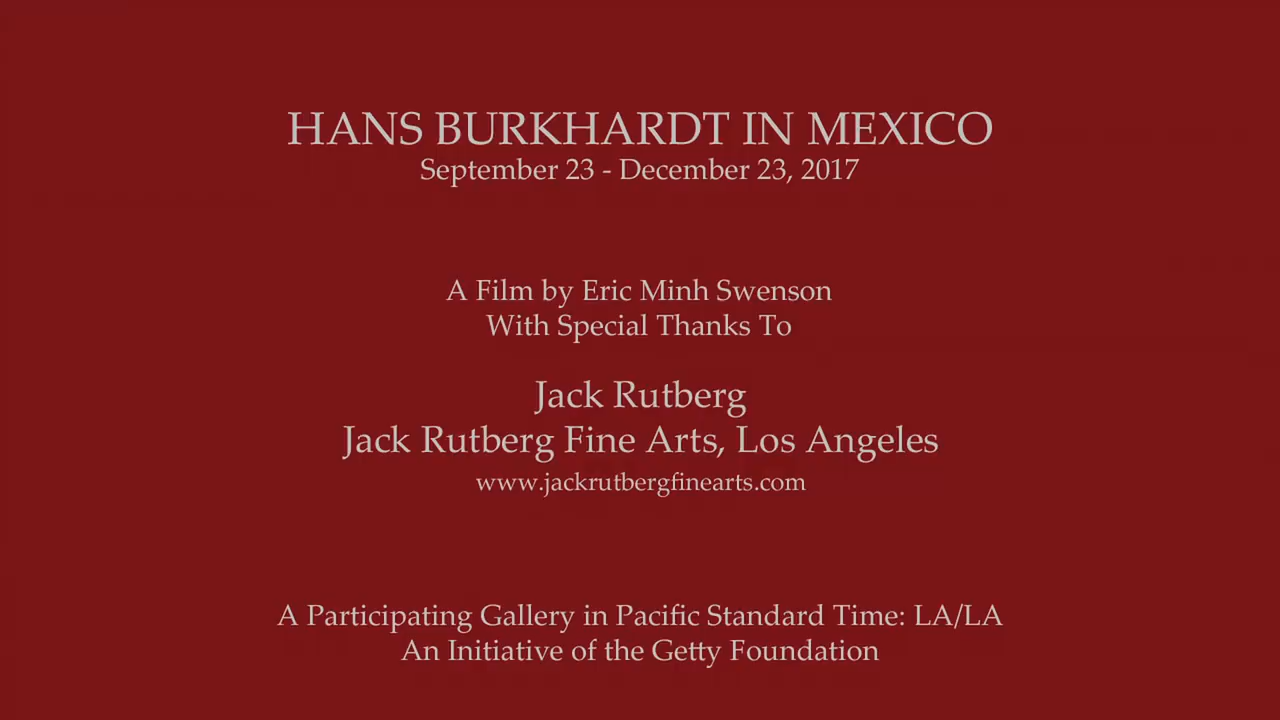 HANS BURKHARDT IN MEXICO
September 23 - December 23, 2017
A Film by Eric Minh Swenson
With Special Thanks To
Jack Rutberg
Jack Rutberg Fine Arts, Los Angeles
www.jackrutbergfinearts.com
A Participating Gallery in Pacific Standard Time: LA/LA
An Initiative of the Getty Foundation